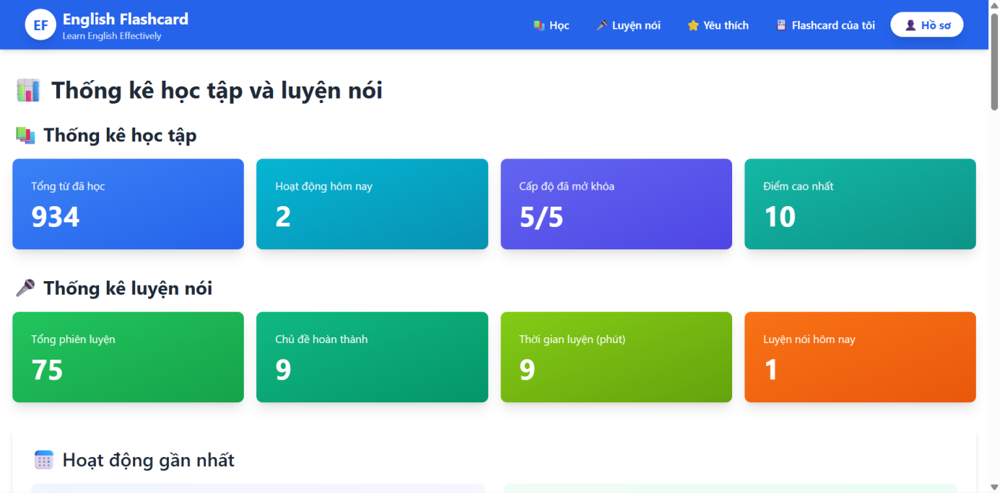 EF
English Flashcard
Learn English Effectively
Học
Luyện nói
Yêu thích
Flashcard của tôi
Hồ sơ
Thống kê học tập và luyện nói
Thống kê học tập
Tổng từ đã học
934
Hoạt động hôm nay
2
Cấp độ đã mở khóa
5/5
Điểm cao nhất
10
Thống kê luyện nói
Tổng phiên luyện
75
Chủ đề hoàn thành
9
Thời gian luyện (phút)
9
Luyện nói hôm nay
1
Hoạt động gần nhất